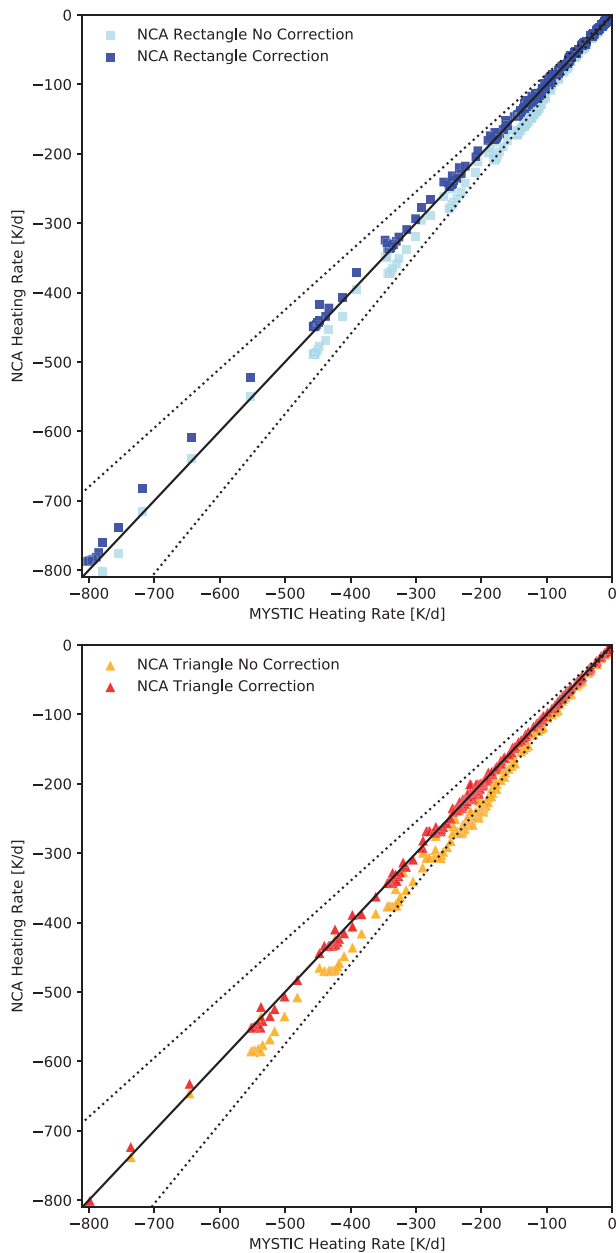 0
−100
−200
−300
−400
−500
−600
−700
−800
NCA Heating Rate [K/d]
NCA Rectangle No Correction
NCA Rectangle Correction
−800 −700 −600 −500 −400 −300 −200 −100 0
MYSTIC Heating Rate [K/d]
0
−100
−200
−300
−400
−500
−600
−700
−800
NCA Heating Rate [K/d]
NCA Triangle No Correction
NCA Triangle Correction
−800 −700 −600 −500 −400 −300 −200 −100 0
MYSTIC Heating Rate [K/d]